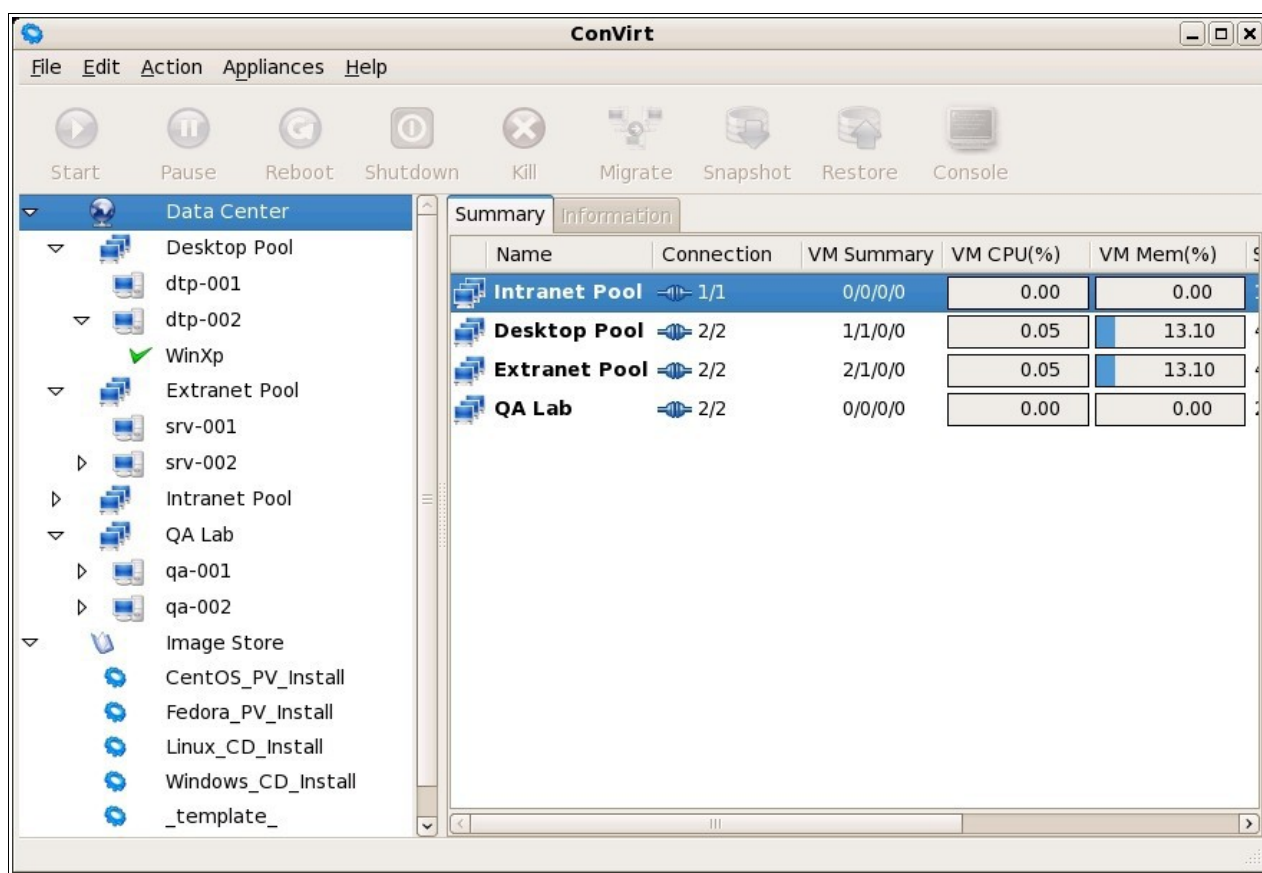 ConVirt
File Edit Action Appliances Help
Start Pause Reboot Shutdown Kill Migrate Snapshot Restore Console
Data Center
Desktop Pool
dtp-001
dtp-002
WinXp
Extranet Pool
srv-001
srv-002
Intranet Pool
QA Lab
qa-001
qa-002
Image Store
CentOS_PV_Install
Fedora_PV_Install
Linux_CD_Install
Windows_CD_Install
_template_
Summary Information
Name Connection VM Summary VM CPU(%) VM Mem(%)
Intranet Pool 1/1 0/0/0/0 0.00 0.00
Desktop Pool 2/2 1/1/0/0 0.05 13.10
Extranet Pool 2/2 2/1/0/0 0.05 13.10
QA Lab 2/2 0/0/0/0 0.00 0.00